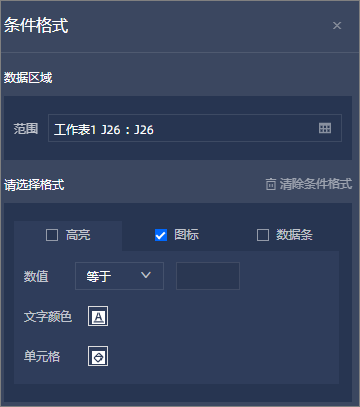 条件格式
数据区域
范围 工作表1 J26：J26
请选择格式 清除条件格式
高亮 图标 数据条
数值 等于
文字颜色 A
单元格